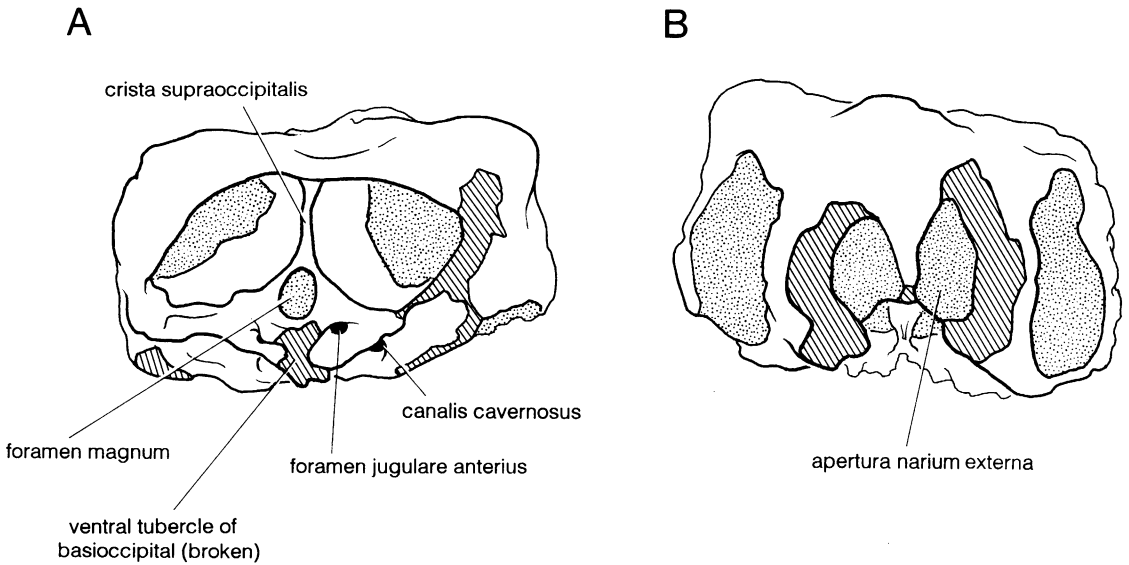 A
B
crista supraoccipitalis
canalis cavernosus
foramen magnum
foramen jugulare anterius
apertura narium externa
ventral tubercle of
basioccipital (broken)